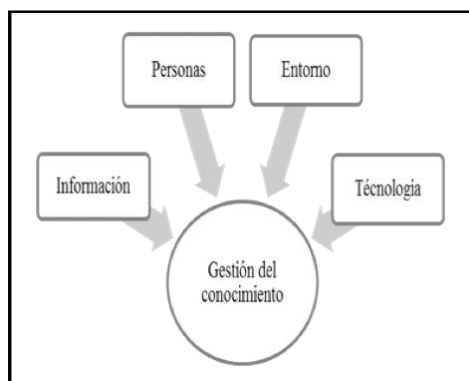 Personas
Entorno
Información
Técnologia
Gestión del
conocimiento